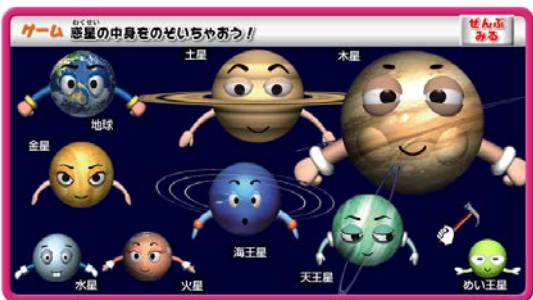 ゲーム 惑星の中身をのぞいちゃおう！
わくせい
ぜんぶ
みる
土星
木星
地球
金星
海王星
天王星
水星
火星
めい王星